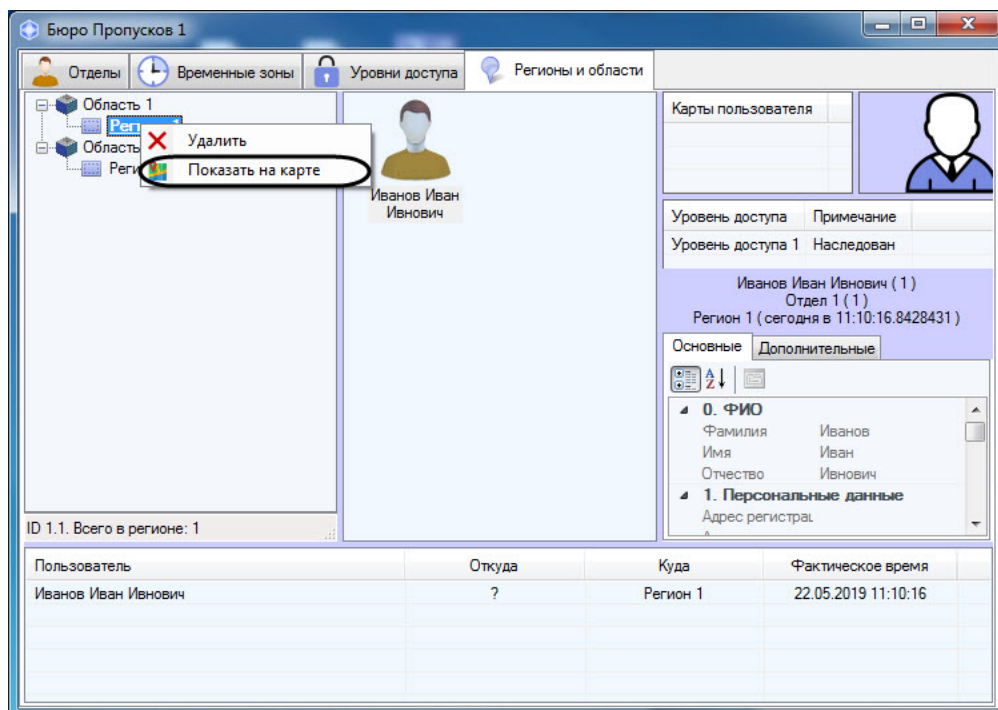 Бюро Пропусков 1
Отделы Временные зоны Уровни доступа Регионы и области
Область 1
Удалить
Область
Показать на карте
Иванов Иван
Ивнович
Карты пользователя
Уровень доступа Примечание
Уровень доступа 1 Наследован
Иванов Иван Ивнович ( 1 )
Отдел 1 ( 1 )
Регион 1 ( сегодня в 11:10:16.8428431 )
Основные Дополнительные
0. ФИО
Фамилия Иванов
Имя Иван
Отчество Ивнович
1. Персональные данные
Адрес регистрац
ID 1.1. Всего в регионе: 1
Пользователь Откуда Куда Фактическое время
Иванов Иван Ивнович ? Регион 1 22.05.2019 11:10:16